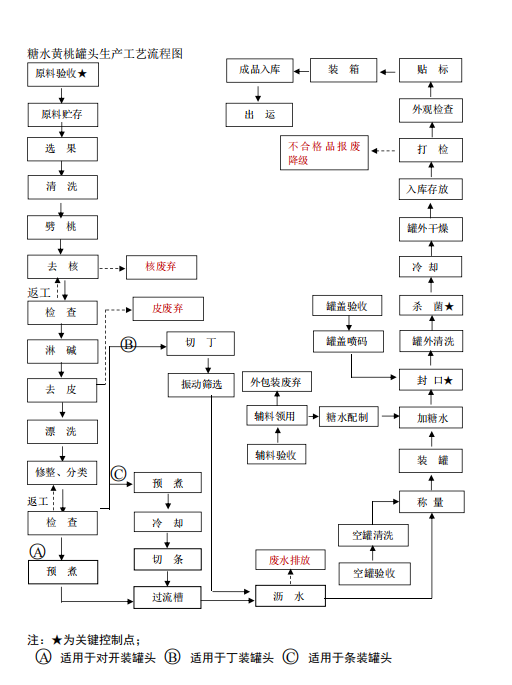 糖水黄桃罐头生产工艺流程图
原料验收★
原料贮存
选 果
清 洗
劈 桃
去 核
核废弃
返工
检 查
皮废弃
淋 碱
去 皮
漂 洗
修整、分类
返工
检 查
Ⓐ
预 煮
Ⓑ
切 丁
振动筛选
Ⓒ
预 煮
冷 却
切 条
过流槽
废水排放
沥 水
空罐验收
空罐清洗
称 量
装 罐
外包装废弃
辅料领用
辅料验收
糖水配制
加糖水
罐盖验收
罐盖喷码
封 口★
罐外清洗
杀 菌★
冷 却
罐外干燥
入库存放
打 检
不合格品报废
降级
外观检查
贴 标
装 箱
成品入库
出 运
注：★为关键控制点；
Ⓐ 适用于对开装罐头 Ⓑ 适用于丁装罐头 Ⓒ 适用于条装罐头